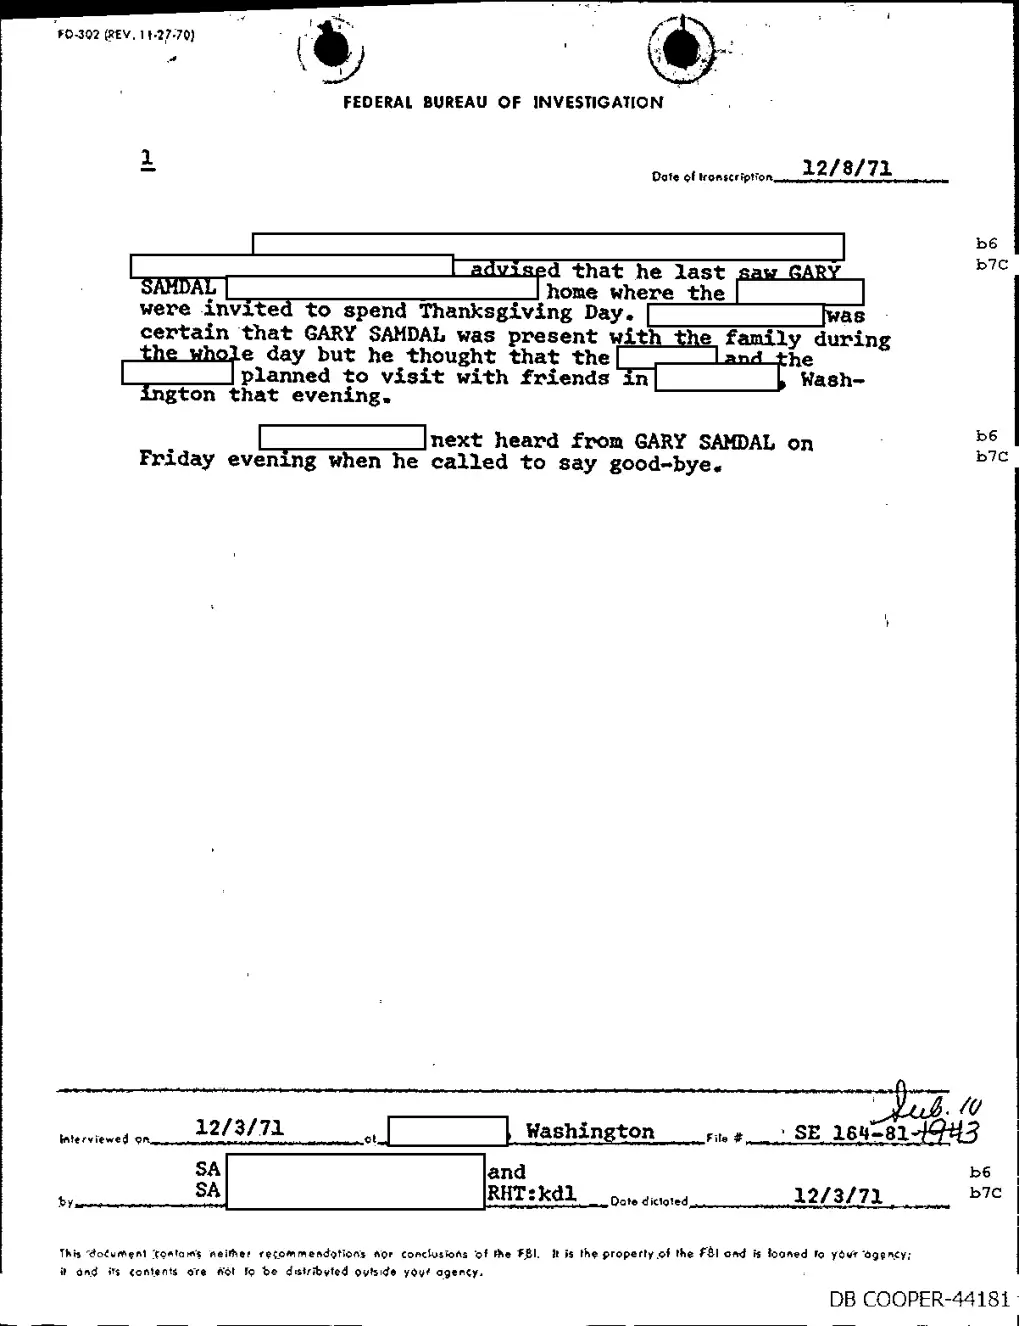 FD-302 (REV. 11-27-70)
FEDERAL BUREAU OF INVESTIGATION
1
Date of transcription 12/8/71
b6
advised that he last saw GARY b7C
SAMDAL home where the
were invited to spend Thanksgiving Day. was
certain that GARY SAMDAL was present with the family during
the whole day but he thought that the and the
planned to visit with friends in , Wash-
ington that evening.
next heard from GARY SAMDAL on b6
Friday evening when he called to say good-bye. b7C
Sub. 10
Interviewed on 12/3/71 at , Washington File # SE 164-81-1943
SA and b6
by SA RHT:kdl Date dictated 12/3/71 b7C
This document contains neither recommendations nor conclusions of the FBI. It is the property of the FBI and is loaned to your agency;
it and its contents are not to be distributed outside your agency.
DB COOPER-44181